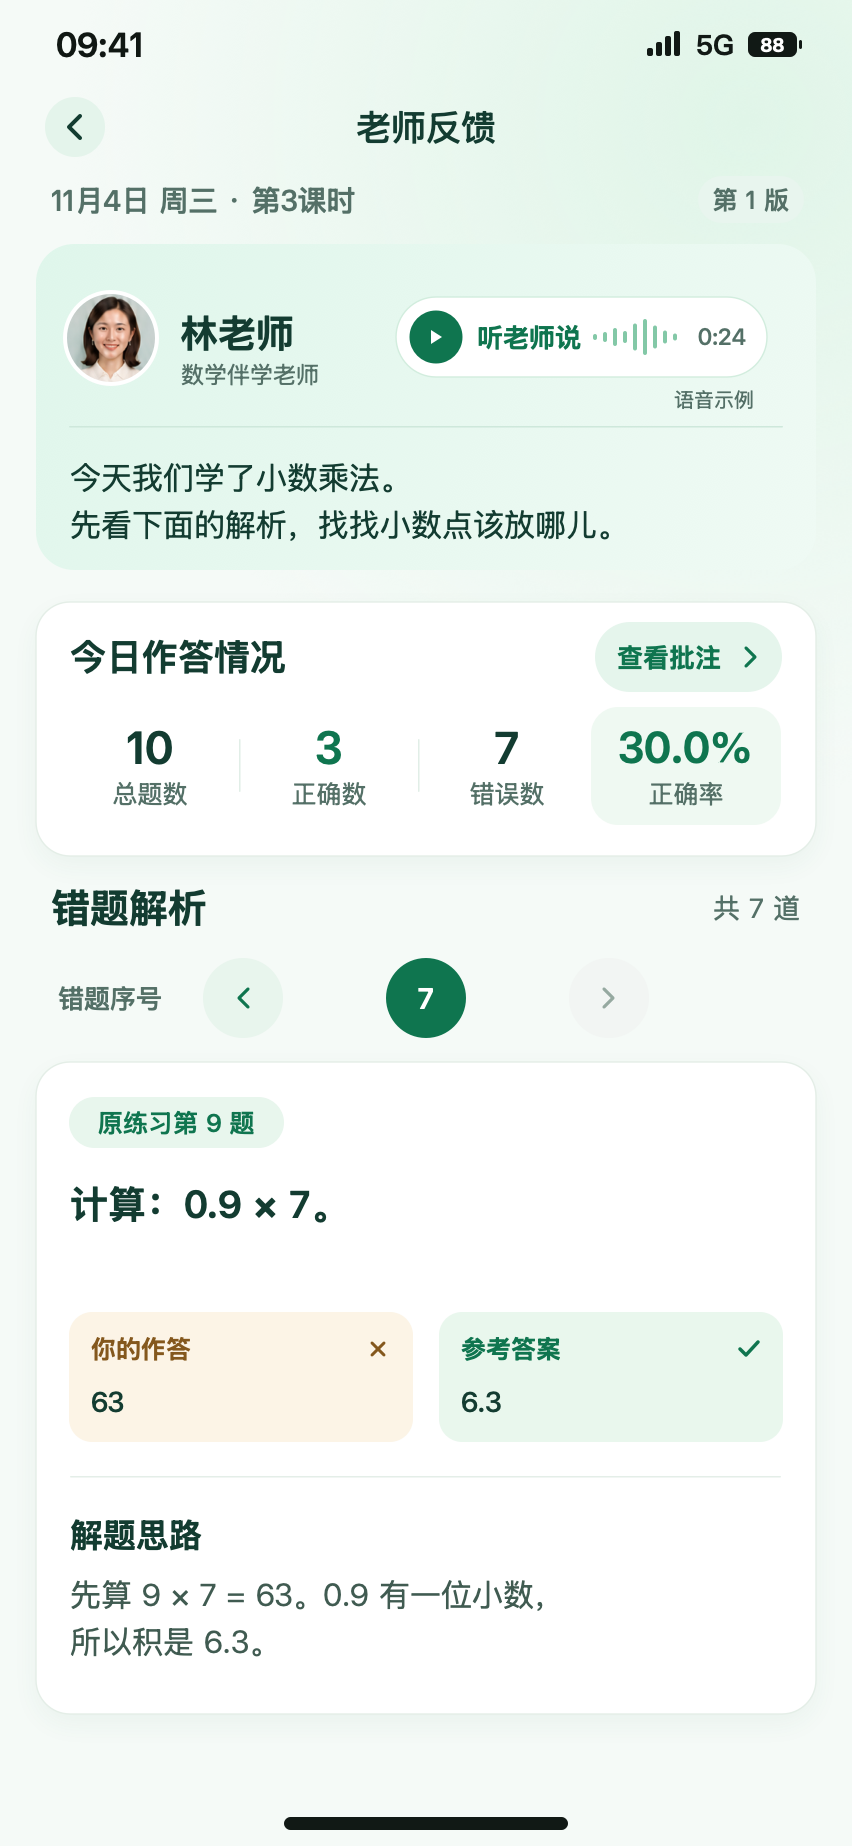 09:41
5G 88
老师反馈
11月4日 周三 · 第3课时
第 1 版
林老师
数学伴学老师
听老师说 0:24
语音示例
今天我们学了小数乘法。
先看下面的解析，找找小数点该放哪儿。
今日作答情况
查看批注
10
总题数
3
正确数
7
错误数
30.0%
正确率
错题解析
共 7 道
错题序号
7
原练习第 9 题
计算：0.9 × 7。
你的作答
63
参考答案
6.3
解题思路
先算 9 × 7 = 63。0.9 有一位小数，
所以积是 6.3。